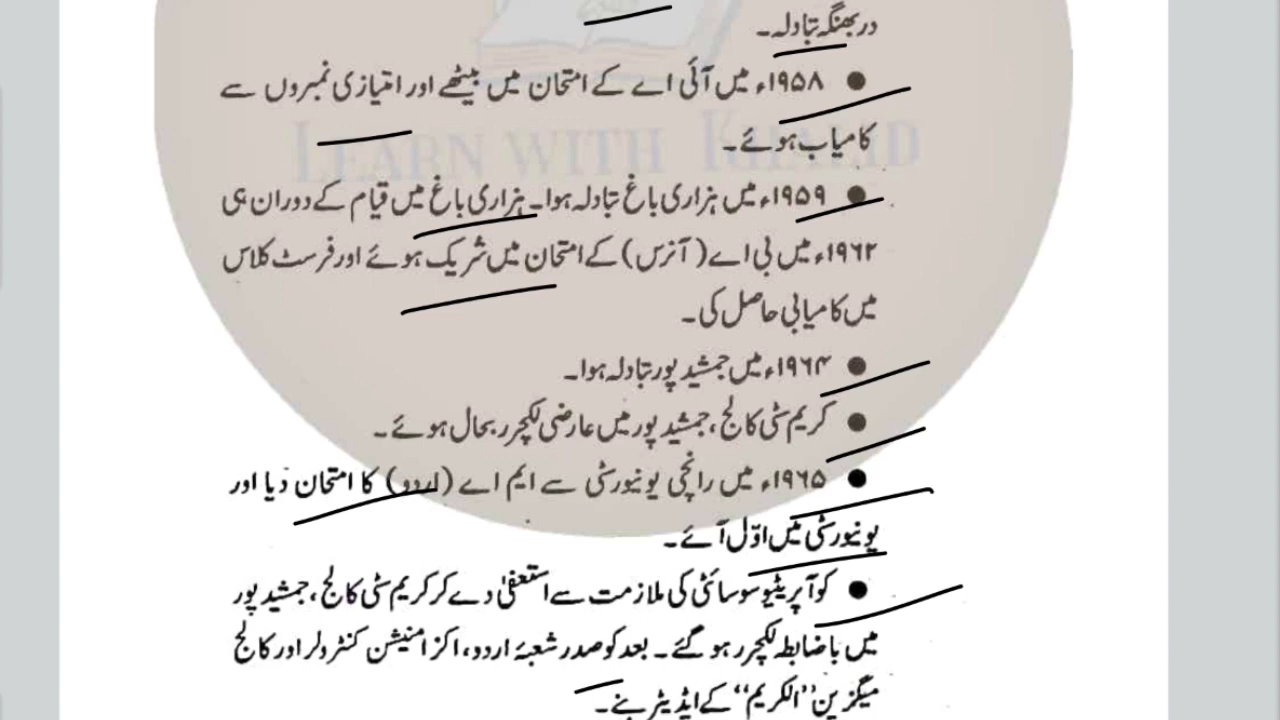 دربھنگہ تبادلہ۔
● ۱۹۵۸ء میں آئی اے کے امتحان میں بیٹھے اور امتیازی نمبروں سے
کامیاب ہوئے۔
LEARN WITH KHALID
● ۱۹۵۹ء میں ہزاری باغ تبادلہ ہوا۔ ہزاری باغ میں قیام کے دوران ہی
۱۹۶۲ء میں بی اے (آنرس) کے امتحان میں شریک ہوئے اور فرسٹ کلاس
میں کامیابی حاصل کی۔
● ۱۹۶۴ء میں جمشید پور تبادلہ ہوا۔
● کریم سٹی کالج، جمشید پور میں عارضی لکچرر بحال ہوئے۔
● ۱۹۶۵ء میں رانچی یونیورسٹی سے ایم اے (اردو) کا امتحان دیا اور
یونیورسٹی میں اوّل آئے۔
● کوآپریٹیو سوسائٹی کی ملازمت سے استعفیٰ دے کر کریم سٹی کالج، جمشید پور
میں باضابطہ لکچرر ہو گئے۔ بعد کو صدر شعبۂ اردو، اکزامنیشن کنٹرولر اور کالج
میگزین ”الکریم“ کے ایڈیٹر بنے۔